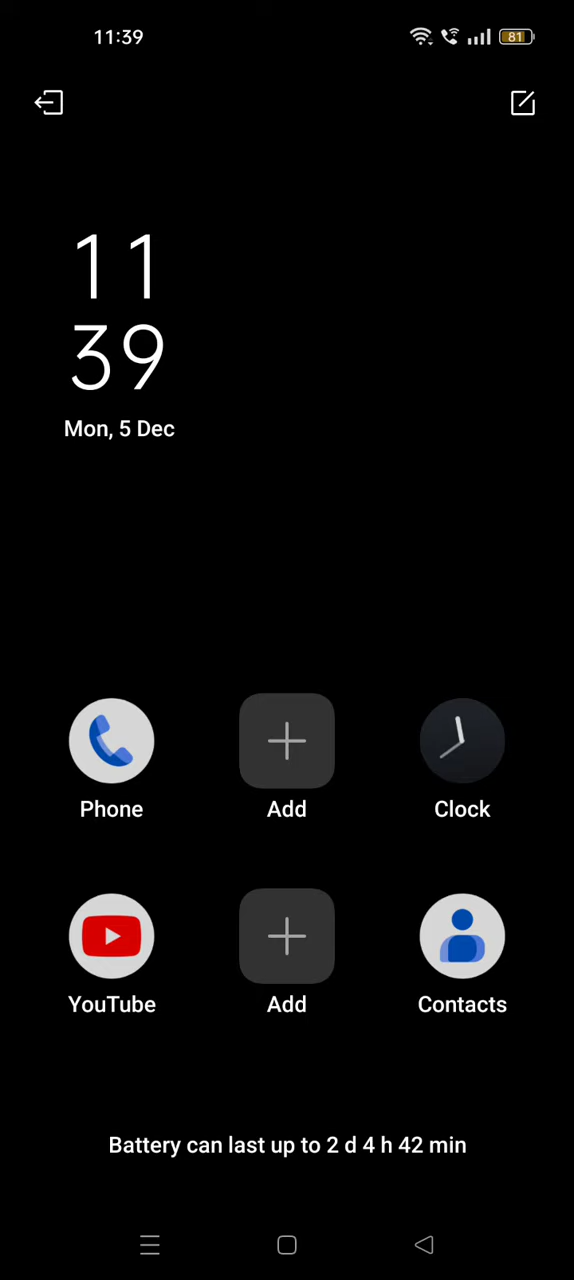 11:39
81
11
39
Mon, 5 Dec
Phone
Add
Clock
YouTube
Add
Contacts
Battery can last up to 2 d 4 h 42 min